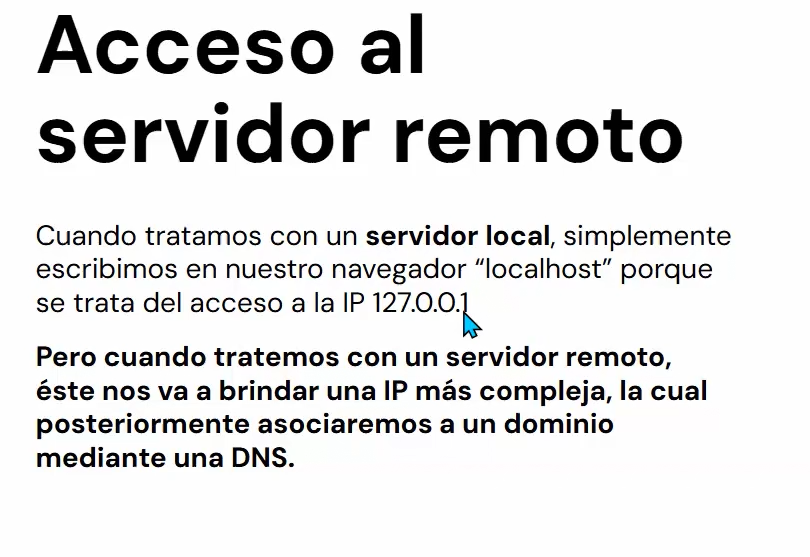 Acceso al
servidor remoto
Cuando tratamos con un servidor local, simplemente
escribimos en nuestro navegador “localhost” porque
se trata del acceso a la IP 127.0.0.1
Pero cuando tratemos con un servidor remoto,
éste nos va a brindar una IP más compleja, la cual
posteriormente asociaremos a un dominio
mediante una DNS.